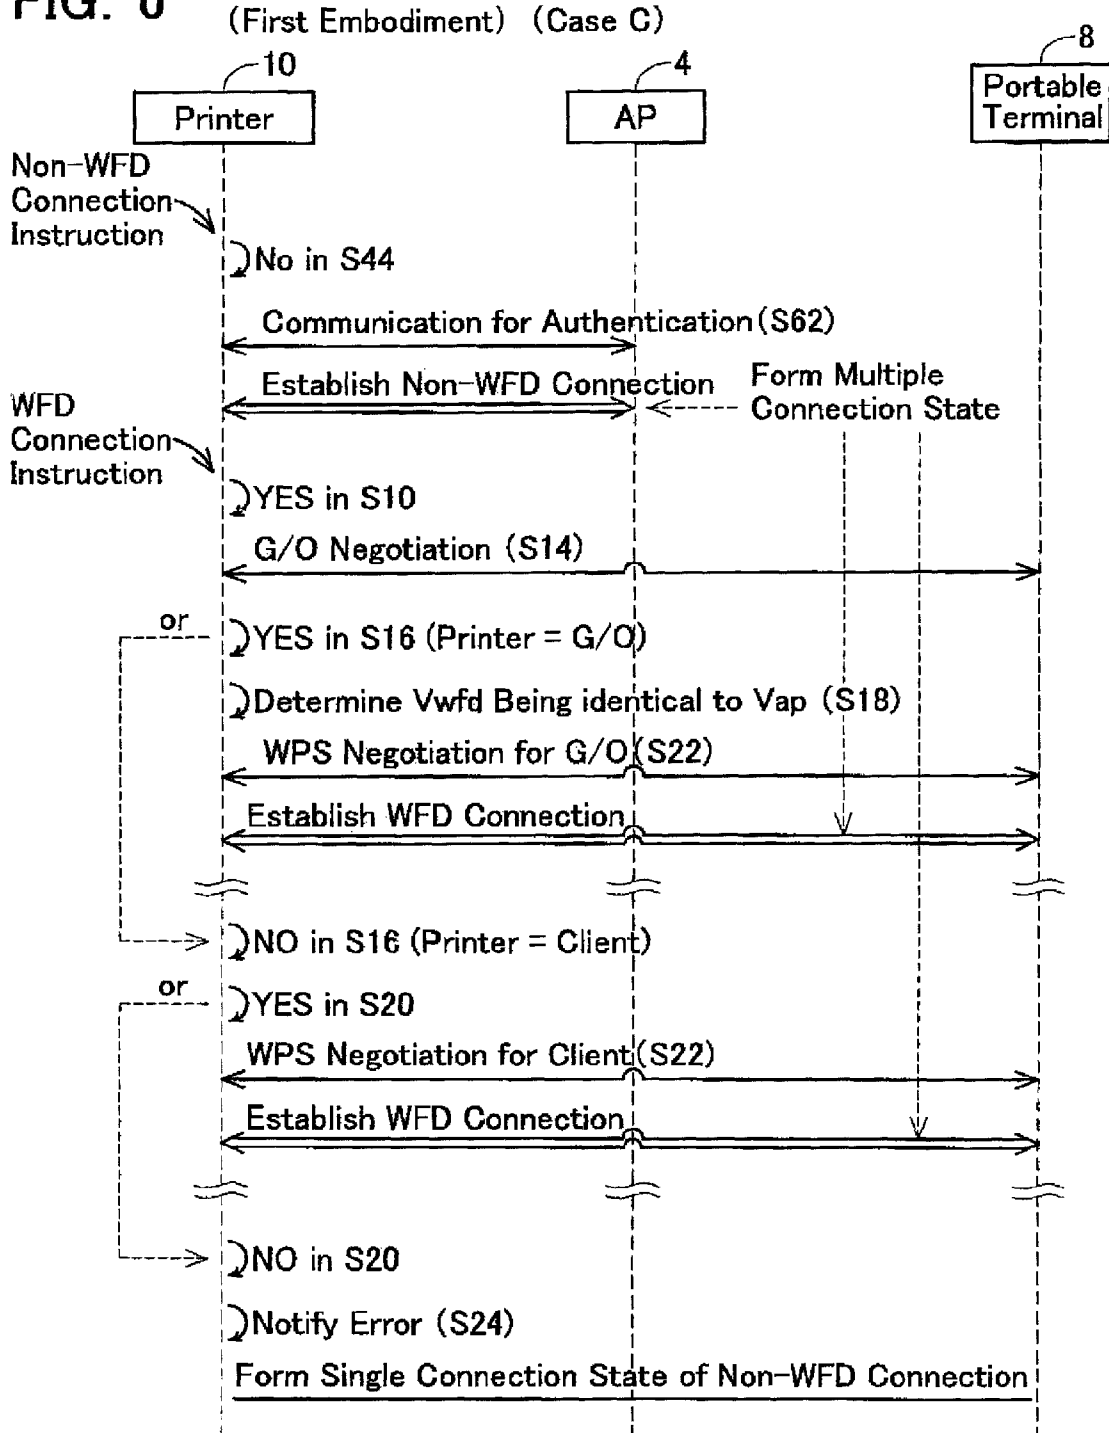 FIG.
(First Embodiment) (Case C)
10
4
8
Printer
AP
Portable
Terminal
Non-WFD
Connection
Instruction
No in S44
Communication for Authentication(S62)
Establish Non-WFD Connection
Form Multiple
Connection State
WFD
Connection
Instruction
YES in S10
G/O Negotiation (S14)
or
YES in S16 (Printer = G/O)
Determine Vwfd Being identical to Vap (S18)
WPS Negotiation for G/O(S22)
Establish WFD Connection
NO in S16 (Printer = Client)
or
YES in S20
WPS Negotiation for Client(S22)
Establish WFD Connection
NO in S20
Notify Error (S24)
Form Single Connection State of Non-WFD Connection